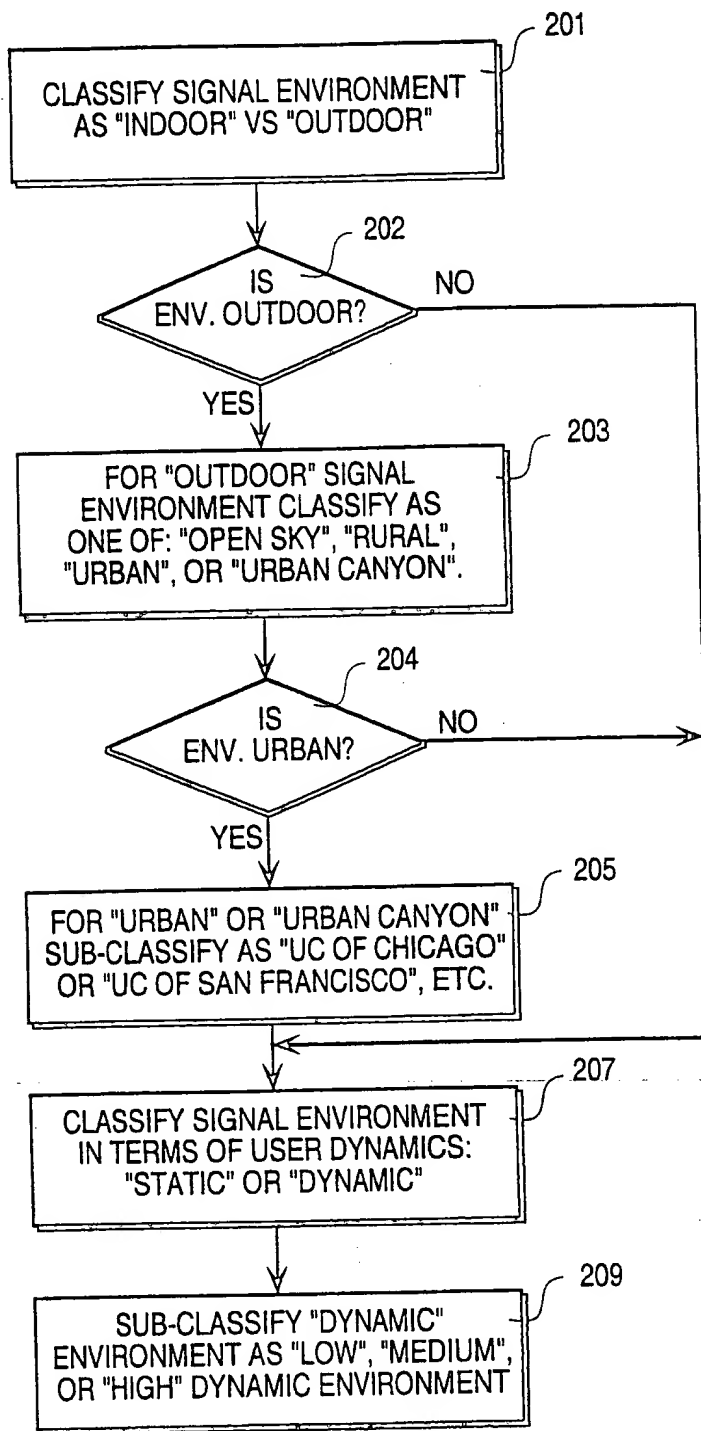 201
CLASSIFY SIGNAL ENVIRONMENT
AS "INDOOR" VS "OUTDOOR"
202
IS
ENV. OUTDOOR?
NO
YES
203
FOR "OUTDOOR" SIGNAL
ENVIRONMENT CLASSIFY AS
ONE OF: "OPEN SKY", "RURAL",
"URBAN", OR "URBAN CANYON".
204
IS
ENV. URBAN?
NO
YES
205
FOR "URBAN" OR "URBAN CANYON"
SUB-CLASSIFY AS "UC OF CHICAGO"
OR "UC OF SAN FRANCISCO", ETC.
207
CLASSIFY SIGNAL ENVIRONMENT
IN TERMS OF USER DYNAMICS:
"STATIC" OR "DYNAMIC"
209
SUB-CLASSIFY "DYNAMIC"
ENVIRONMENT AS "LOW", "MEDIUM",
OR "HIGH" DYNAMIC ENVIRONMENT